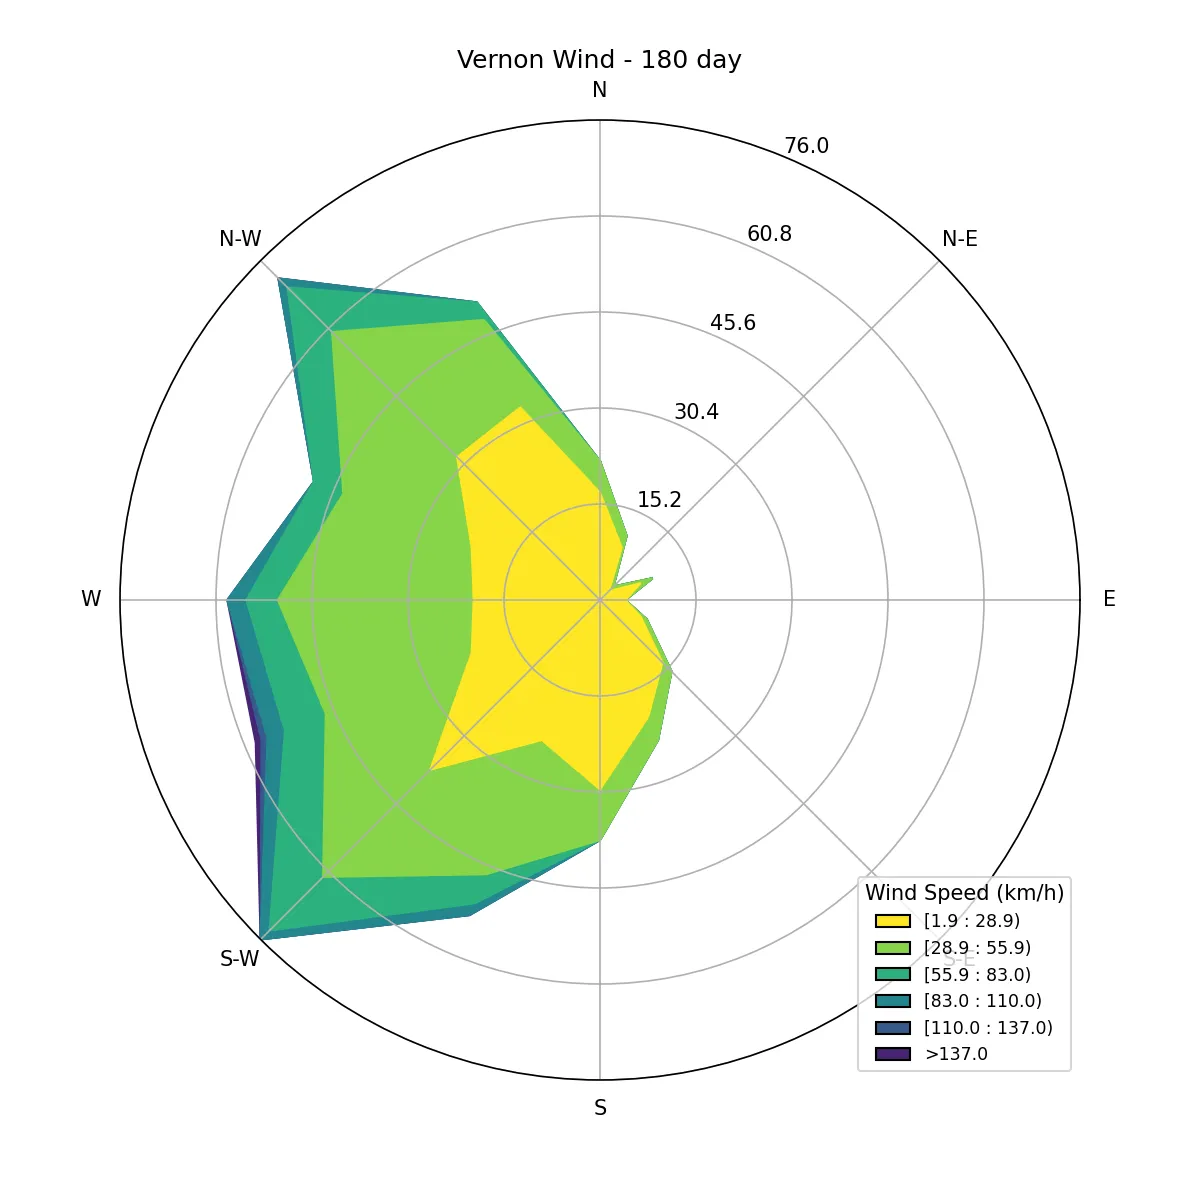 Vernon Wind - 180 day
N
76.0
60.8
N-W
N-E
45.6
30.4
15.2
W
E
Wind Speed (km/h)
[1.9 : 28.9)
[28.9 : 55.9)
S-W
S-E
[55.9 : 83.0)
[83.0 : 110.0)
[110.0 : 137.0)
>137.0
S